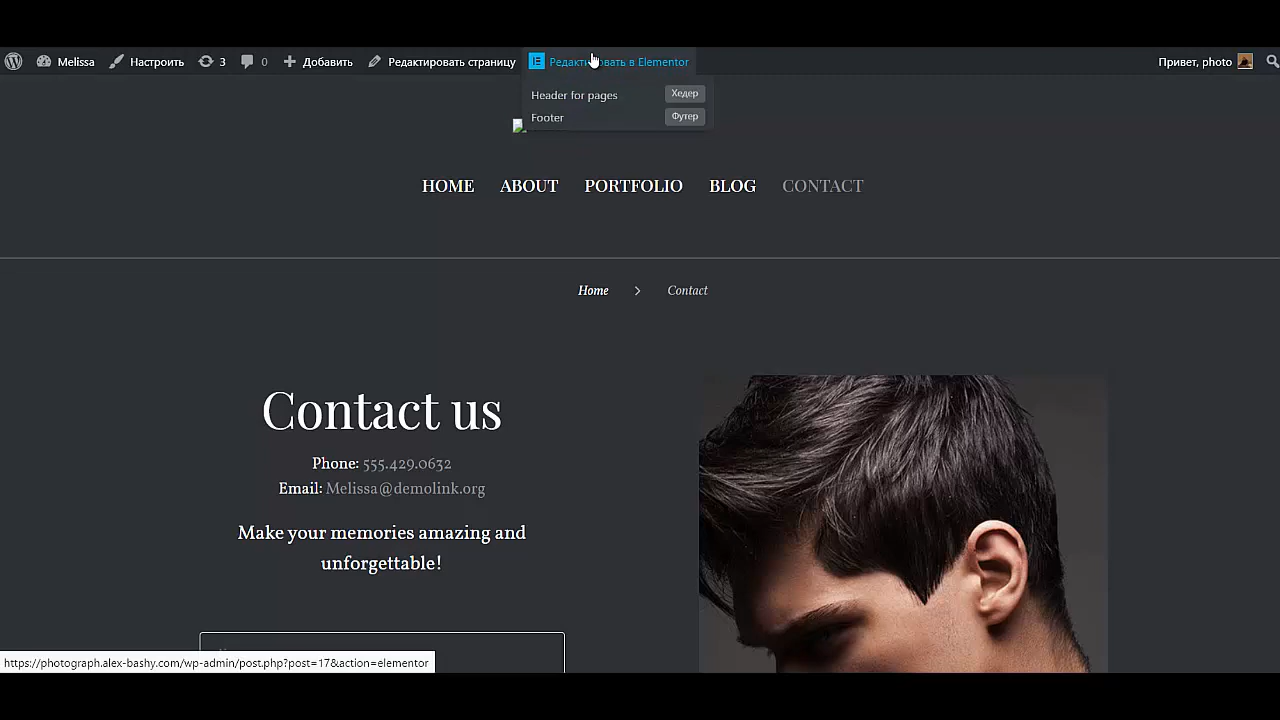 Melissa Настроить 3 0 Добавить Редактировать страницу Редактировать в Elementor Привет, photo
Header for pages Хедер
Footer Футер
HOME ABOUT PORTFOLIO BLOG CONTACT
Home Contact
Contact us
Phone: 555.429.0632
Email: Melissa@demolink.org
Make your memories amazing and
unforgettable!
https://photograph.alex-bashy.com/wp-admin/post.php?post=17&action=elementor